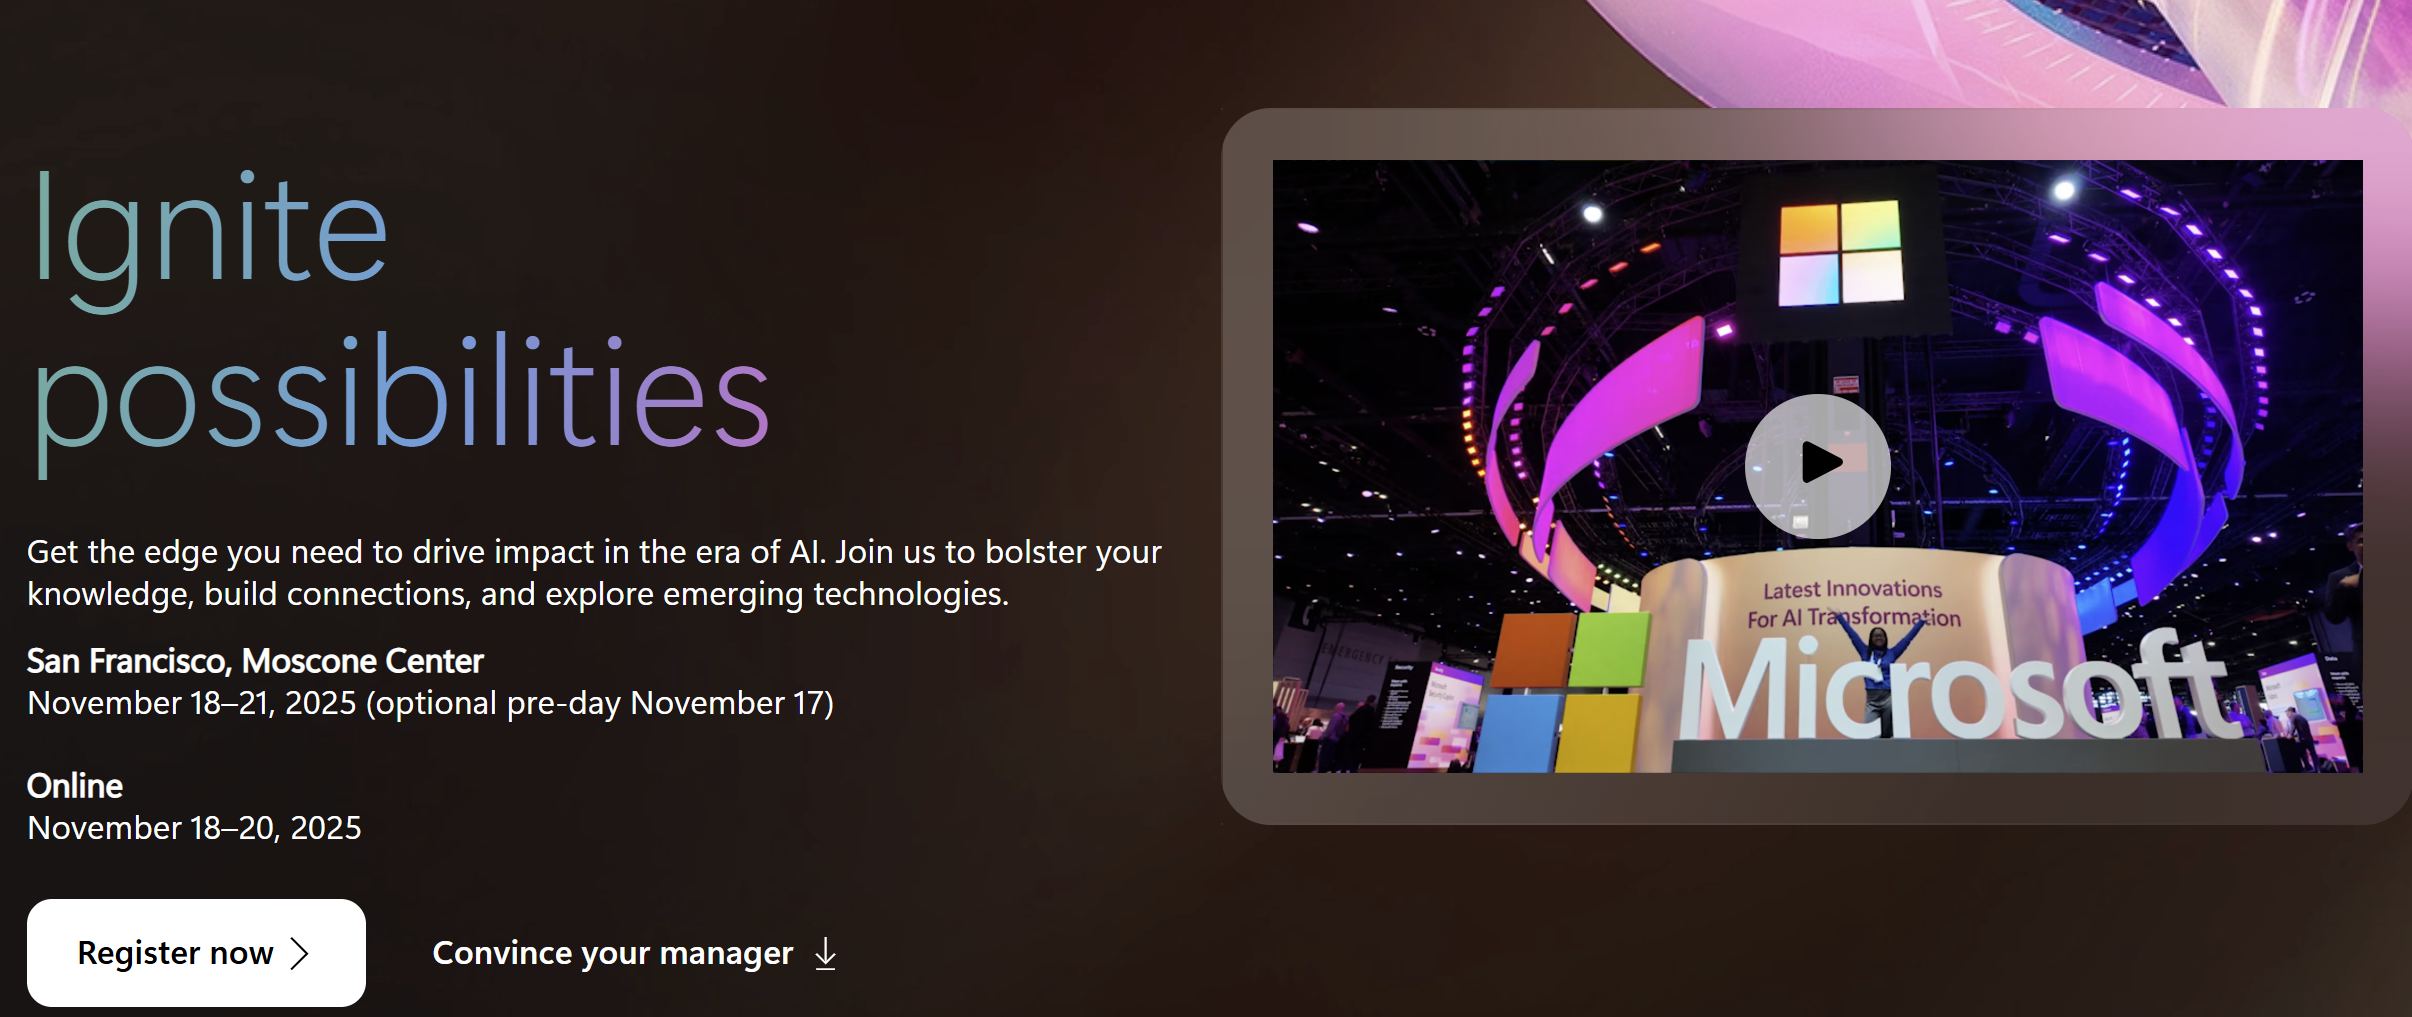 Ignite
possibilities
Get the edge you need to drive impact in the era of AI. Join us to bolster your
knowledge, build connections, and explore emerging technologies.
San Francisco, Moscone Center
November 18–21, 2025 (optional pre-day November 17)
Online
November 18–20, 2025
Register now
Convince your manager
Latest Innovations
For AI Transformation
Microsoft
EMERGENCY
Security